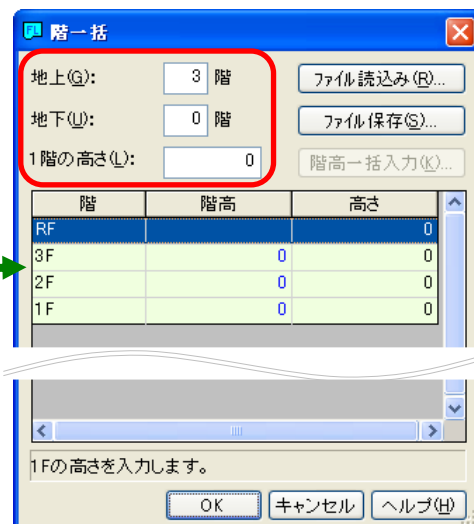 FL 階一括
地上(G): 3 階 ファイル読込み(R)...
地下(U): 0 階 ファイル保存(S)...
1階の高さ(L): 0 階高一括入力(K)...
階 階高 高さ
RF 0
3F 0 0
2F 0 0
1F 0 0
1Fの高さを入力します。
OK キャンセル ヘルプ(H)